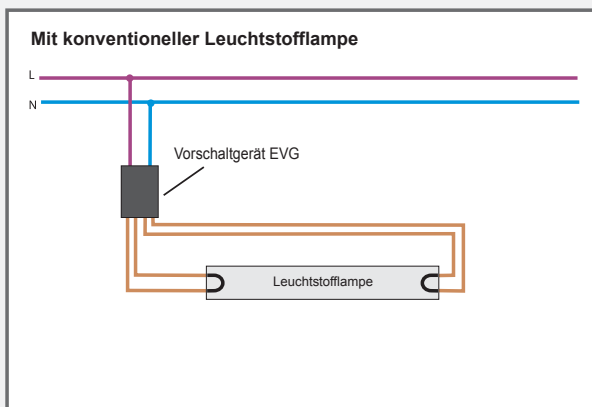 Mit konventioneller Leuchtstofflampe
L
N
Vorschaltgerät EVG
Leuchtstofflampe